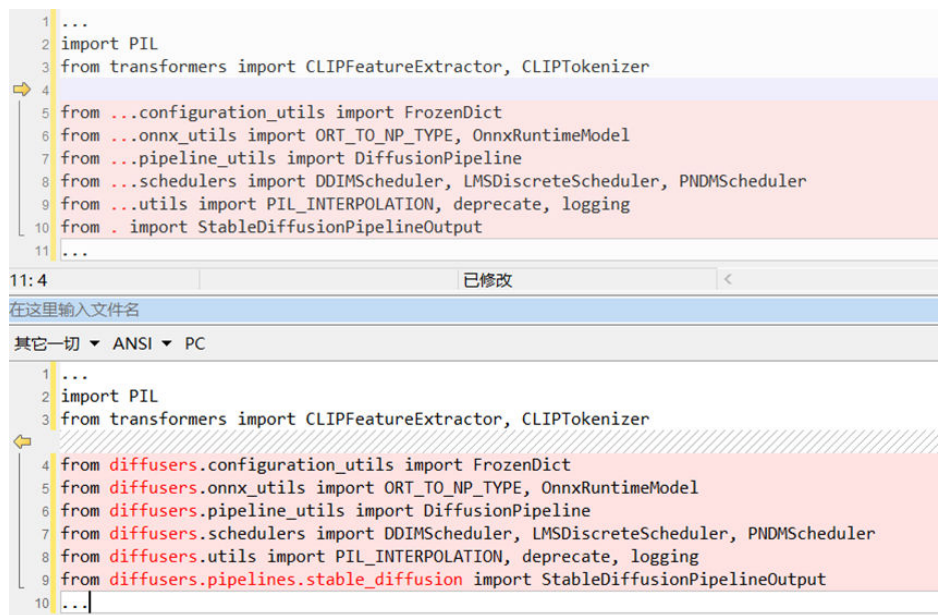 1 ...
2 import PIL
3 from transformers import CLIPFeatureExtractor, CLIPTokenizer
4
5 from ...configuration_utils import FrozenDict
6 from ...onnx_utils import ORT_TO_NP_TYPE, OnnxRuntimeModel
7 from ...pipeline_utils import DiffusionPipeline
8 from ...schedulers import DDIMScheduler, LMSDiscreteScheduler, PNDMScheduler
9 from ...utils import PIL_INTERPOLATION, deprecate, logging
10 from . import StableDiffusionPipelineOutput
11 ...
11: 4 已修改 <
在这里输入文件名
其它一切 ▼ ANSI ▼ PC
1 ...
2 import PIL
3 from transformers import CLIPFeatureExtractor, CLIPTokenizer
4 from diffusers.configuration_utils import FrozenDict
5 from diffusers.onnx_utils import ORT_TO_NP_TYPE, OnnxRuntimeModel
6 from diffusers.pipeline_utils import DiffusionPipeline
7 from diffusers.schedulers import DDIMScheduler, LMSDiscreteScheduler, PNDMScheduler
8 from diffusers.utils import PIL_INTERPOLATION, deprecate, logging
9 from diffusers.pipelines.stable_diffusion import StableDiffusionPipelineOutput
10 ...